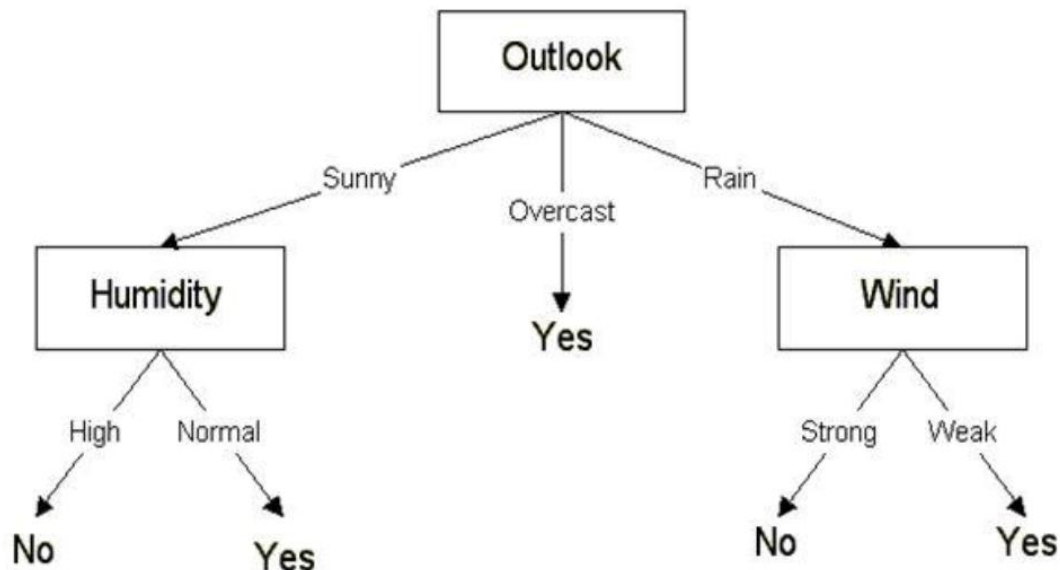 Outlook
Sunny
Overcast
Rain
Humidity
Yes
Wind
High
Normal
Strong
Weak
No
Yes
No
Yes